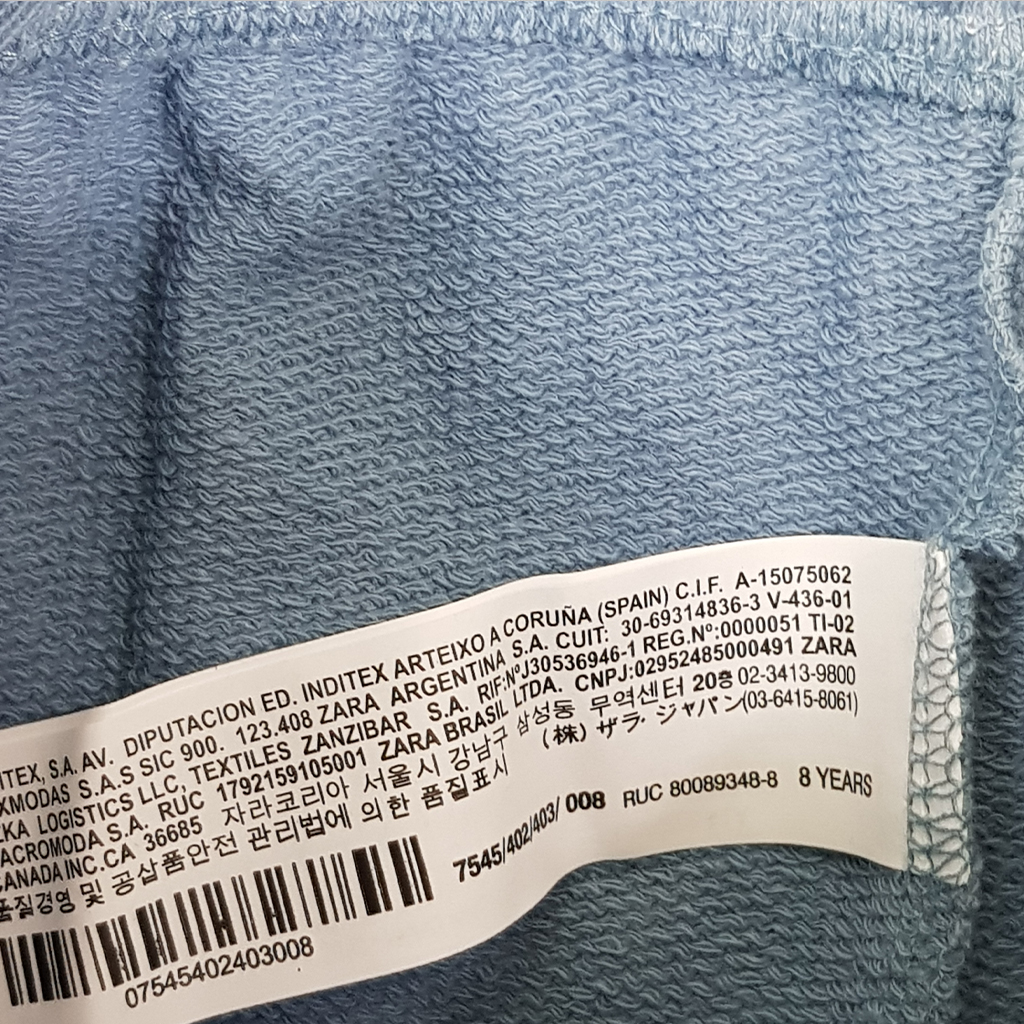 ITEX, S.A. AV. DIPUTACION ED. INDITEX ARTEIXO A CORUÑA (SPAIN) C.I.F. A-15075062
XMODAS S.A.S SIC 900. 123.408 ZARA ARGENTINA S.A. CUIT: 30-69314836-3 V-436-01
KA LOGISTICS LLC, TEXTILES ZANZIBAR S.A. RIF:NºJ30536946-1 REG.Nº:0000051 TI-02
ACROMODA S.A. RUC 1792159105001 ZARA BRASIL LTDA. CNPJ:02952485000491 ZARA
CANADA INC.CA 36685 자라코리아 서울시 강남구 삼성동 무역센터 20층 02-3413-9800
품질경영 및 공산품안전 관리법에 의한 품질표시 (株) ザラ・ジャパン(03-6415-8061)
7545/402/403/ 008 RUC 80089348-8 8 YEARS
07545402403008